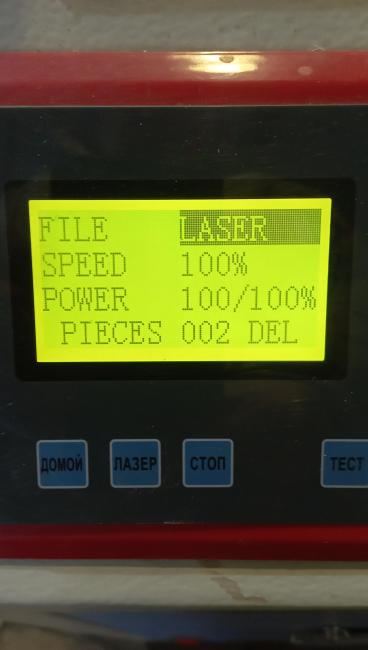 FILE LASER
SPEED 100%
POWER 100/100%
PIECES 002 DEL
ДОМОЙ ЛАЗЕР СТОП ТЕСТ